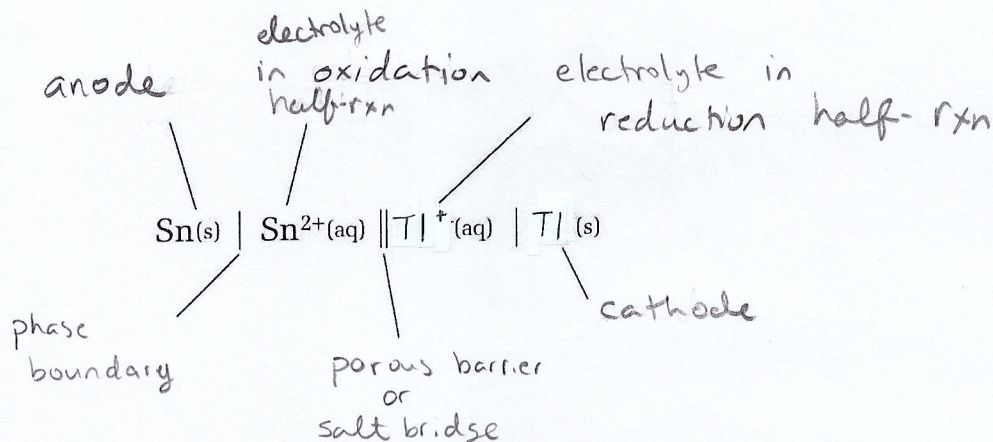 anode
electrolyte
in oxidation
half-rxn
electrolyte in
reduction half-rxn
Sn(s) | Sn²⁺(aq) || Tl⁺(aq) | Tl (s)
phase
boundary
porous barrier
or
salt bridge
cathode